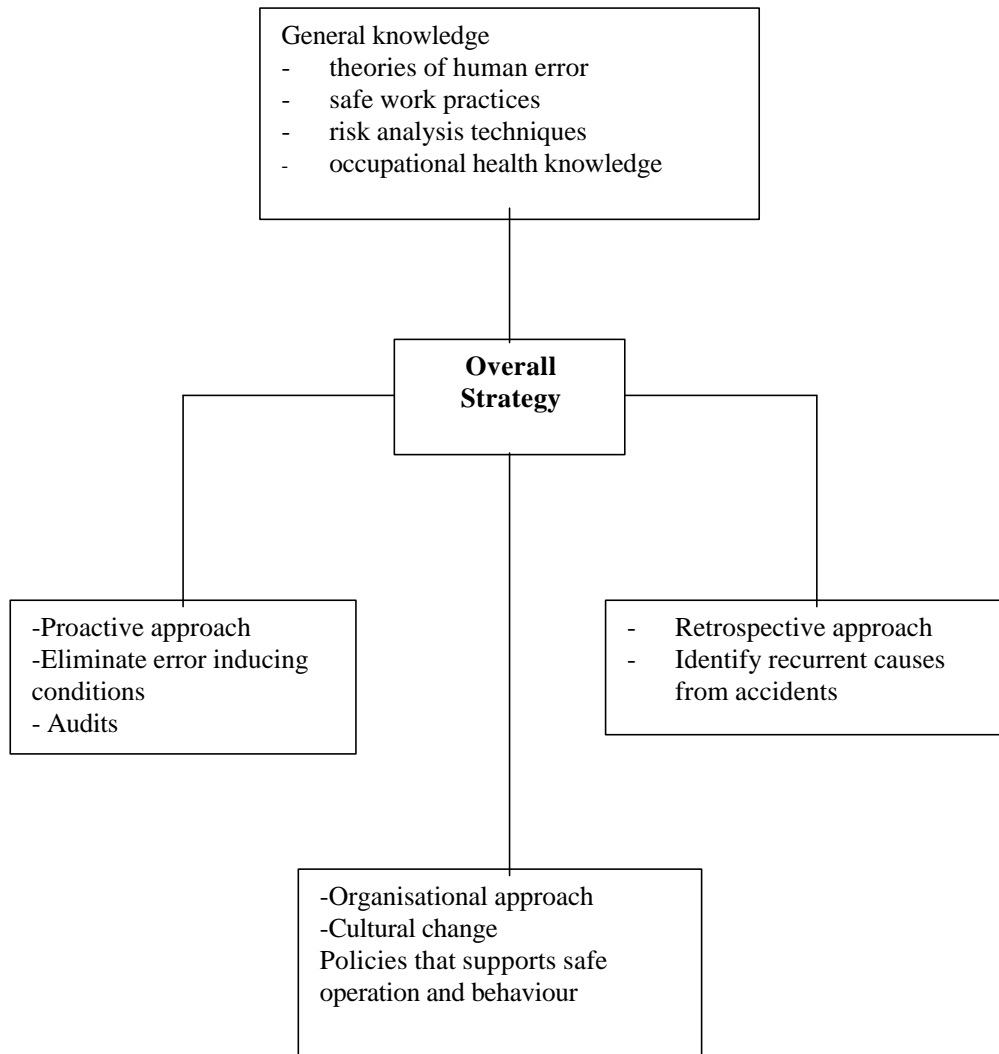 General knowledge
- theories of human error
- safe work practices
- risk analysis techniques
- occupational health knowledge
Overall
Strategy
-Proactive approach
-Eliminate error inducing
conditions
- Audits
- Retrospective approach
- Identify recurrent causes
from accidents
-Organisational approach
-Cultural change
Policies that supports safe
operation and behaviour